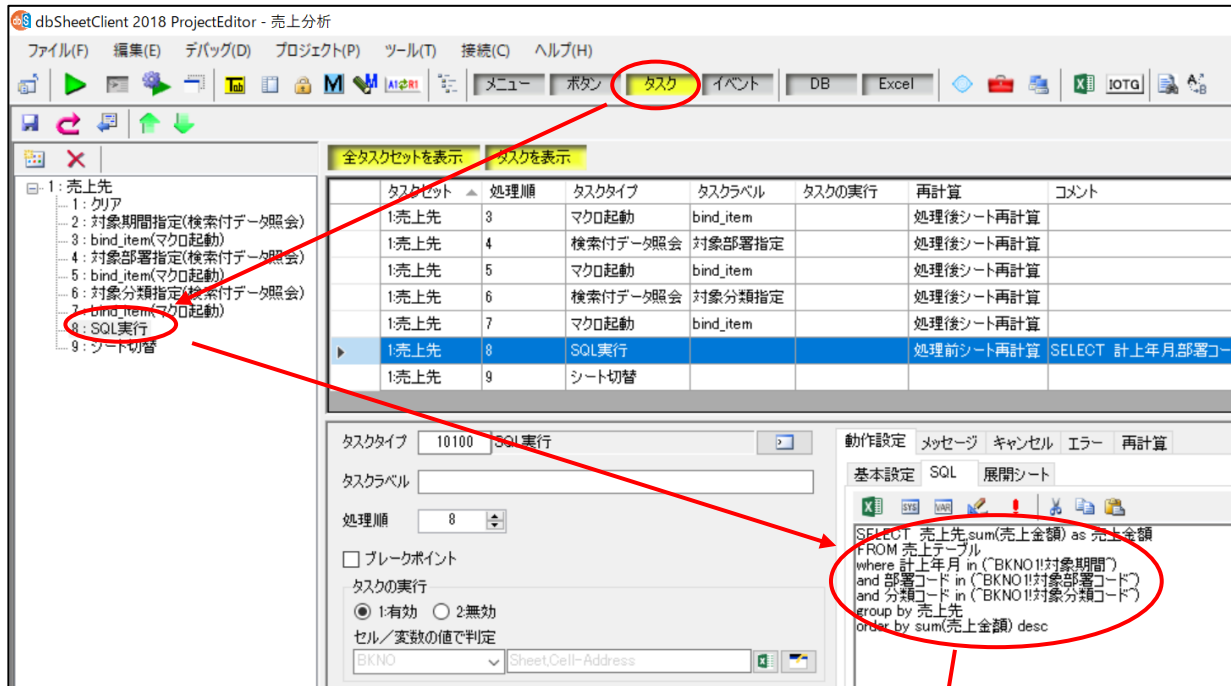 dbSheetClient 2018 ProjectEditor - 売上分析
ファイル(F) 編集(E) デバッグ(D) プロジェクト(P) ツール(T) 接続(C) ヘルプ(H)
Tab M M A1⇄R1 メニュー ボタン タスク イベント DB Excel IOTG
全タスクセットを表示 タスクを表示
1:売上先
1:クリア
2:対象期間指定(検索付データ照会)
3:bind_item(マクロ起動)
4:対象部署指定(検索付データ照会)
5:bind_item(マクロ起動)
6:対象分類指定(検索付データ照会)
7:bind_item(マクロ起動)
8:SQL実行
9:シート切替
タスクセット 処理順 タスクタイプ タスクラベル タスクの実行 再計算 コメント
1:売上先 3 マクロ起動 bind_item 処理後シート再計算
1:売上先 4 検索付データ照会 対象部署指定 処理後シート再計算
1:売上先 5 マクロ起動 bind_item 処理後シート再計算
1:売上先 6 検索付データ照会 対象分類指定 処理後シート再計算
1:売上先 7 マクロ起動 bind_item 処理後シート再計算
1:売上先 8 SQL実行 処理前シート再計算 SELECT 計上年月,部署コー
1:売上先 9 シート切替
タスクタイプ 10100 SQL実行
タスクラベル
処理順 8
ブレークポイント
タスクの実行
1:有効 2:無効
セル／変数の値で判定
BKNO Sheet,Cell-Address
動作設定 メッセージ キャンセル エラー 再計算
基本設定 SQL 展開シート
SYS VAR
SELECT 売上先,sum(売上金額) as 売上金額
FROM 売上テーブル
where 計上年月 in (^BKNO1!!対象期間^)
and 部署コード in (^BKNO1!!対象部署コード^)
and 分類コード in (^BKNO1!!対象分類コード^)
group by 売上先
order by sum(売上金額) desc